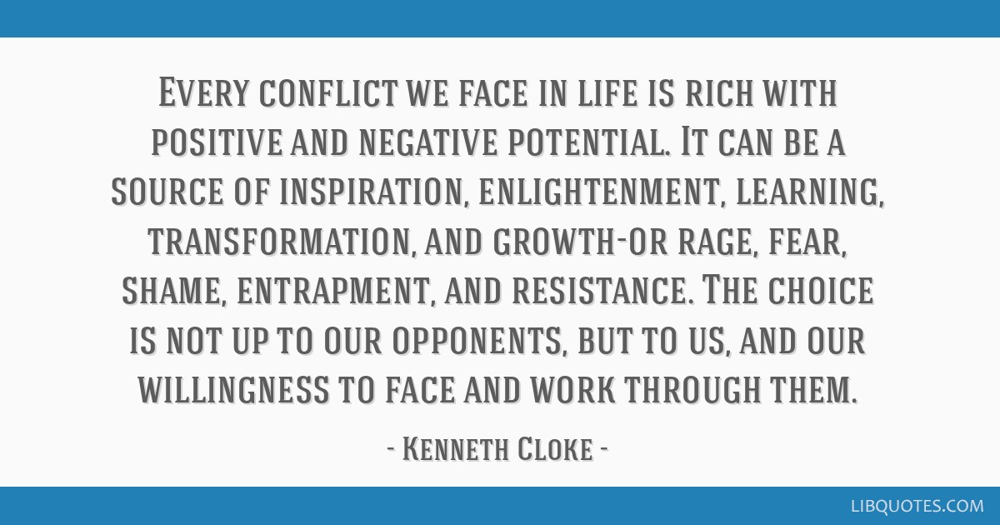 Every conflict we face in life is rich with
positive and negative potential. It can be a
source of inspiration, enlightenment, learning,
transformation, and growth-or rage, fear,
shame, entrapment, and resistance. The choice
is not up to our opponents, but to us, and our
willingness to face and work through them.
- Kenneth Cloke -
LIBQUOTES.COM